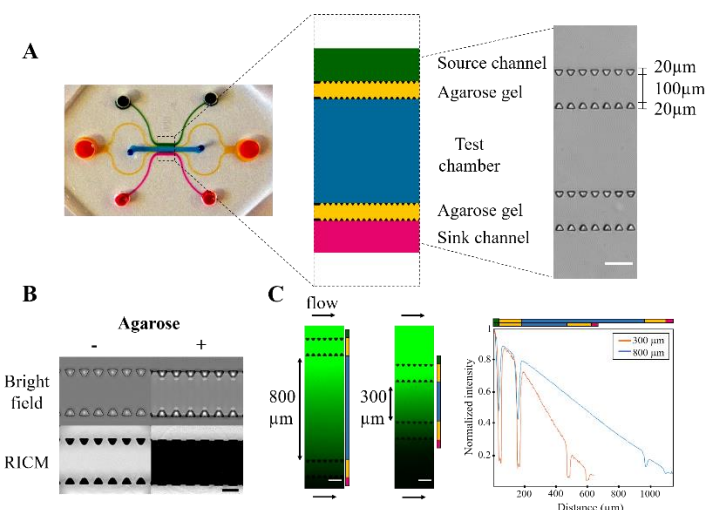 A
Source channel
Agarose gel
Test
chamber
Agarose gel
Sink channel
20µm
100µm
20µm
B
Agarose
- +
Bright
field
RICM
C
flow
800
µm
300
µm
Normalized intensity
1
0.8
0.6
0.4
0.2
300 µm
800 µm
200 400 600 800 1000
Distance (µm)